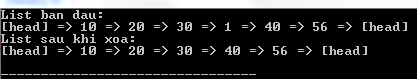 List ban dau:
[head] => 10 => 20 => 30 => 1 => 40 => 56 => [head]
List sau khi xoa:
[head] => 10 => 20 => 30 => 40 => 56 => [head]
--------------------------------